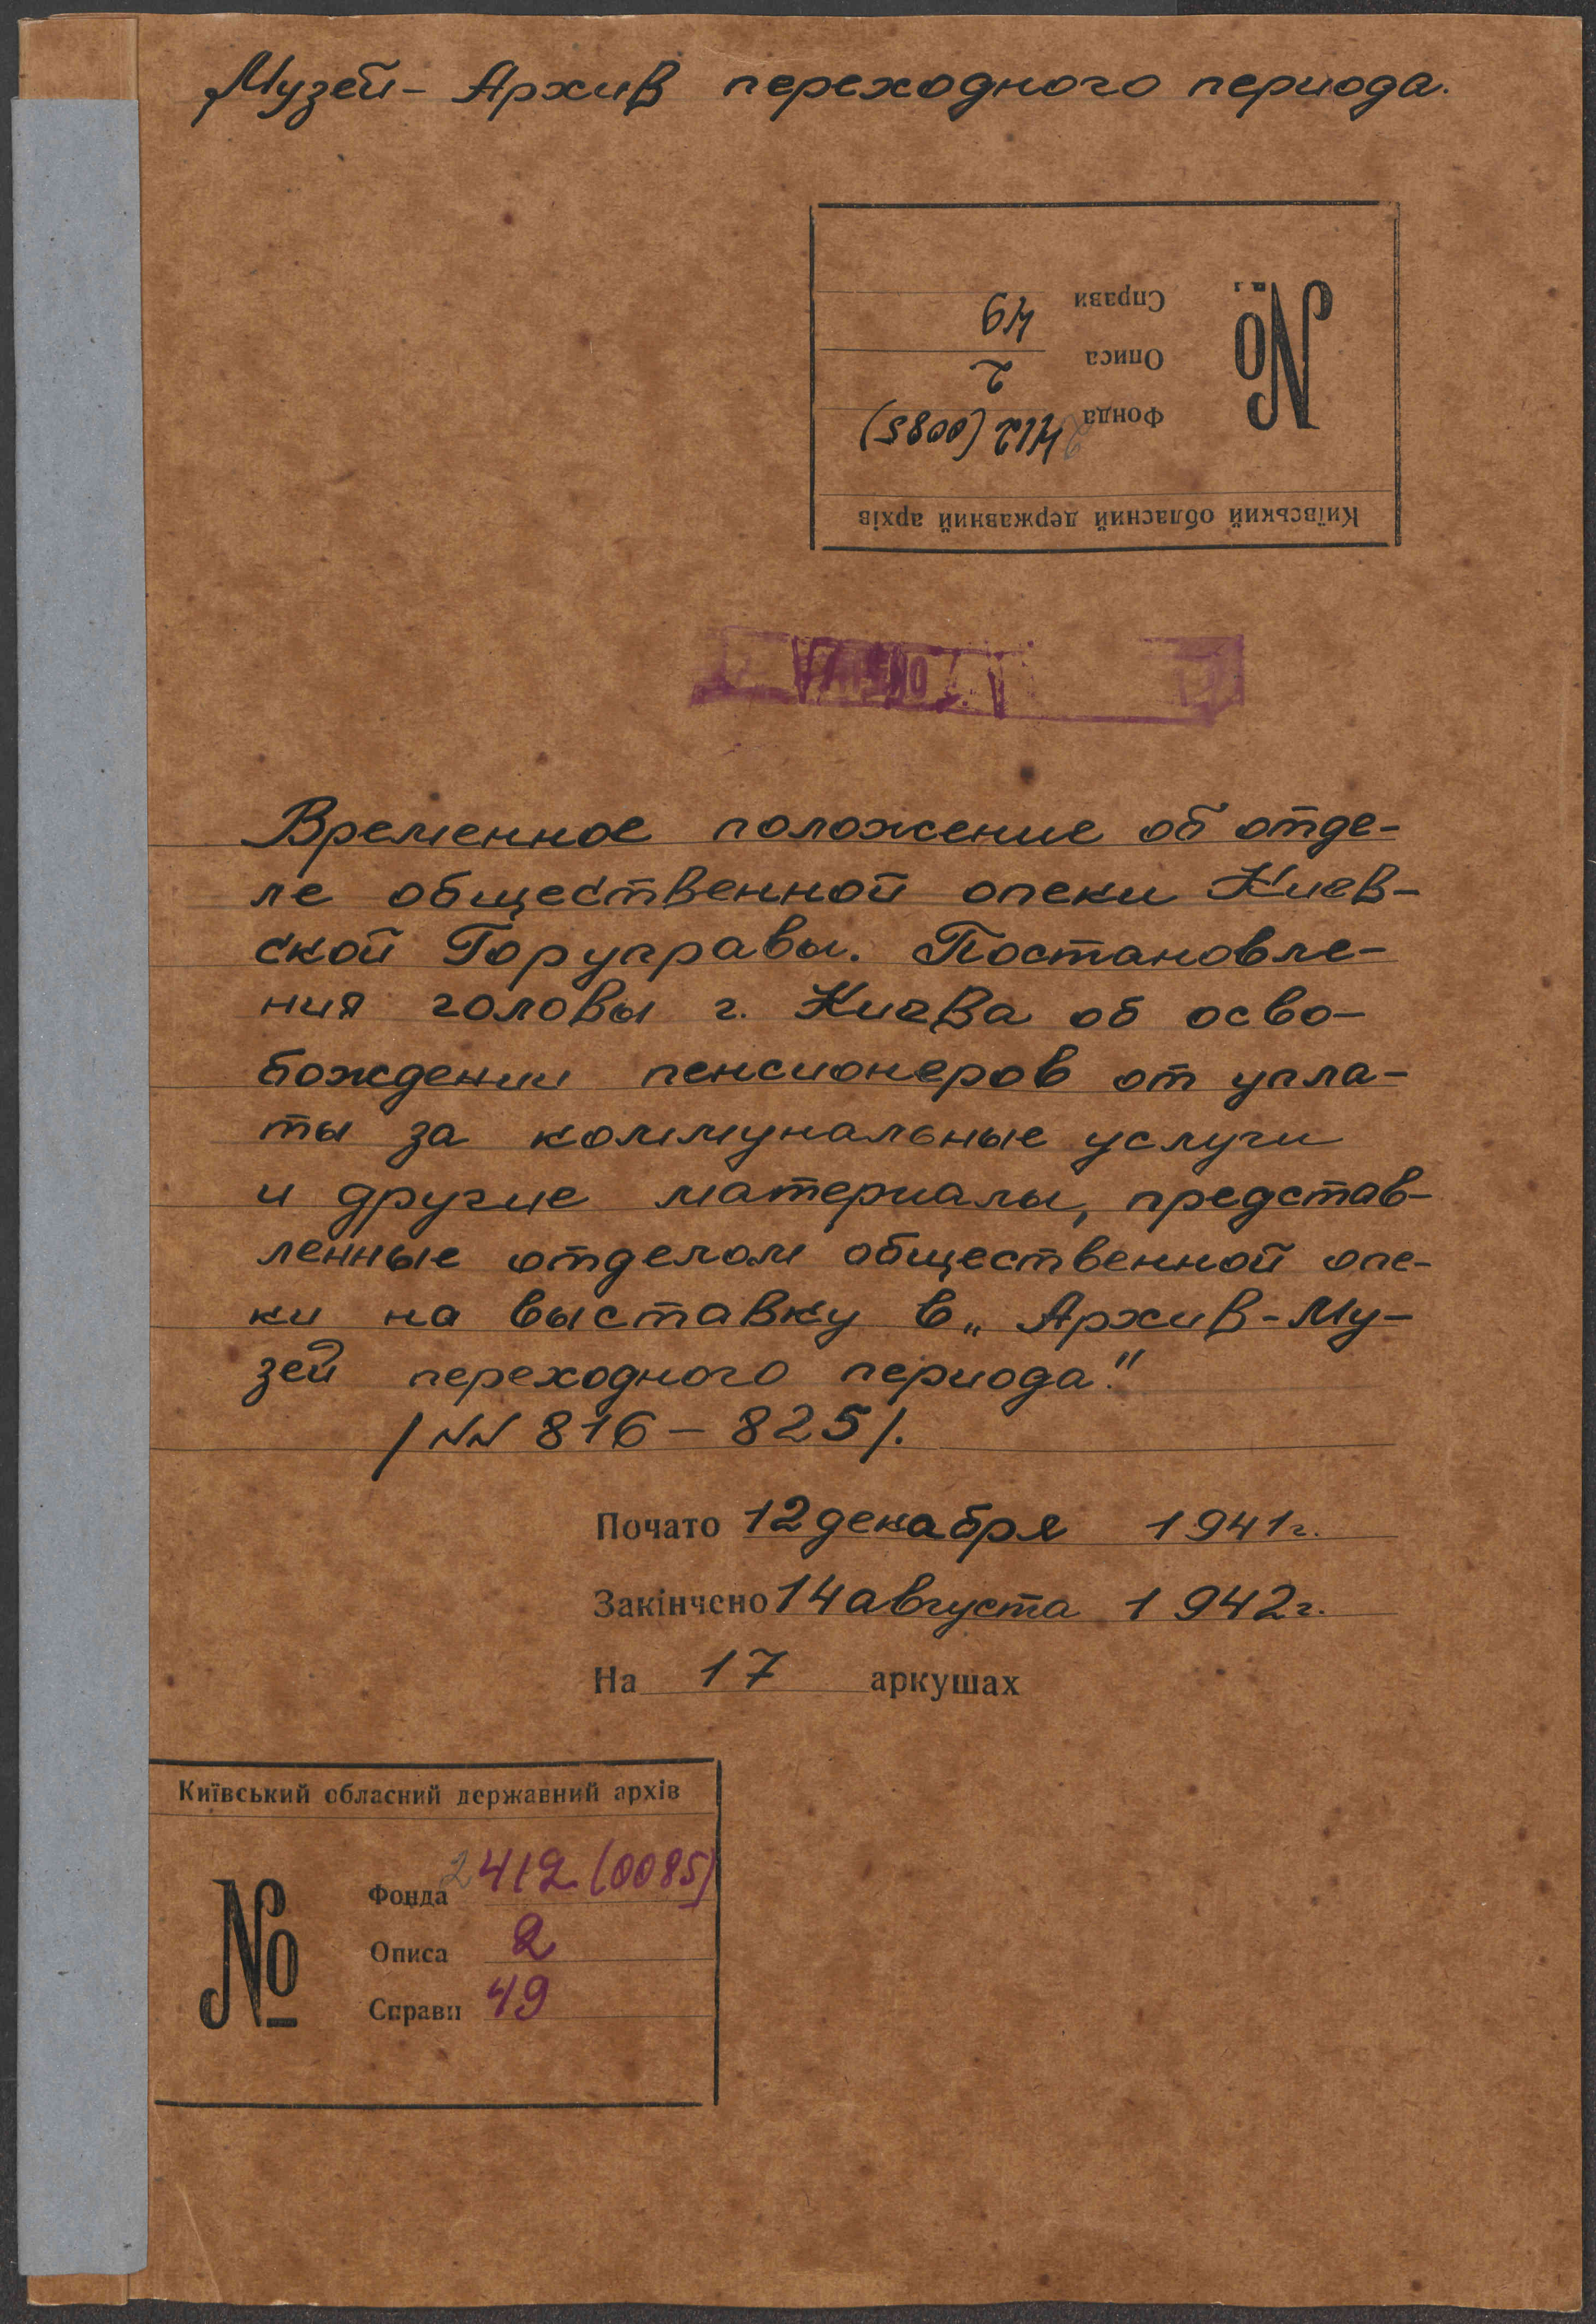 Музей-Архив переходного периода.
Київський обласний державний архів
№
Фонда 2412 (0085)
Описа 2
Справи 49
Временное положение об отде-
ле общественной опеки Киев-
ской Горуправы. Постановле-
ния головы г. Киева об осво-
бождении пенсионеров от упла-
ты за коммунальные услуги
и другие материалы, представ-
ленные отделом общественной опе-
ки на выставку в „Архив-Му-
зей переходного периода."
/NN 816-825/.
Почато 12 декабря 1941г.
Закінчено 14 августа 1942г.
На 17 аркушах
Київський обласний державний архів
№
Фонда 2412 (0085)
Описа 2
Справи 49